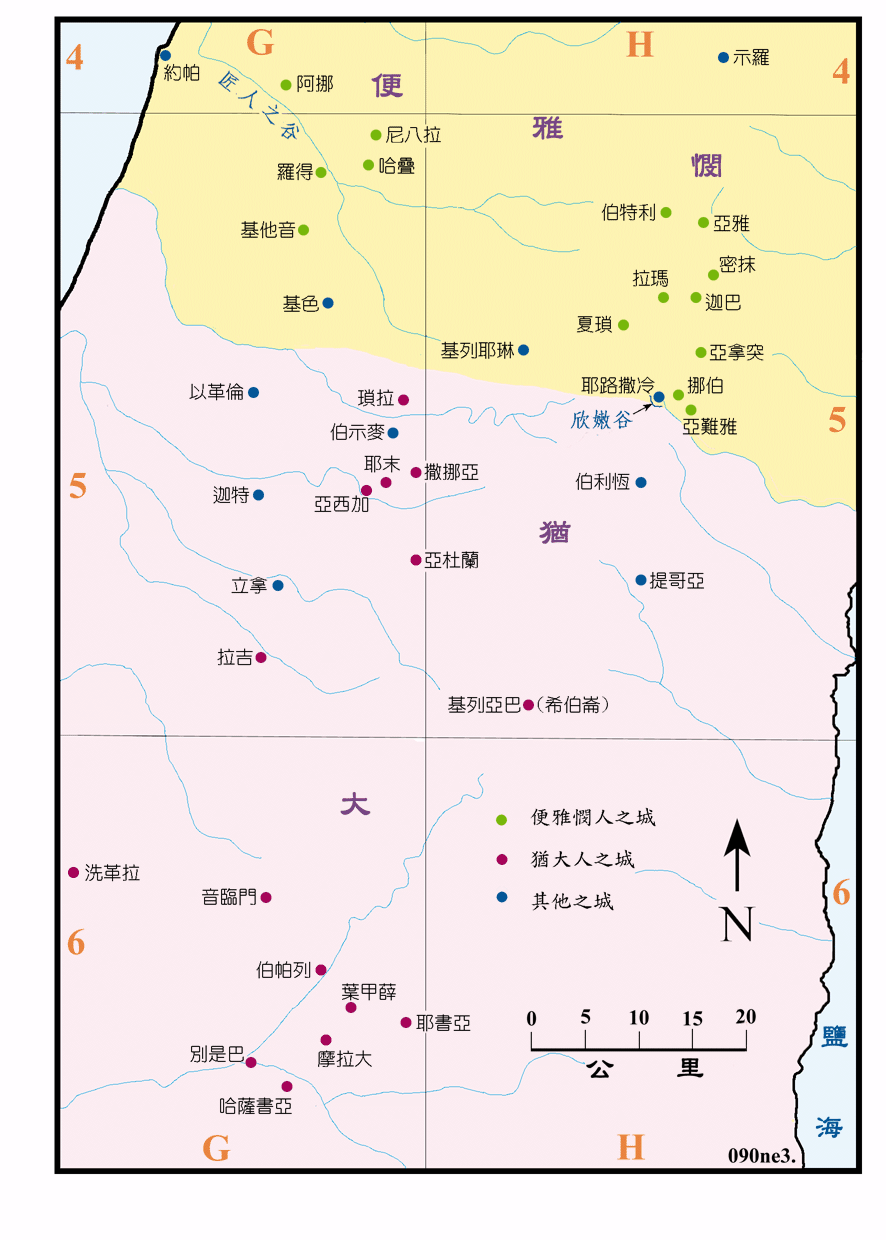 4
G
H
4
約帕
阿挪
便
示羅
匠人之谷
雅
憫
尼八拉
哈疊
羅得
基他音
伯特利
亞雅
密抹
拉瑪
迦巴
基色
夏瑣
基列耶琳
亞拿突
以革倫
瑣拉
耶路撒冷
挪伯
欣嫩谷
亞難雅
5
伯示麥
耶末
撒挪亞
5
迦特
亞西加
伯利恆
猶
亞杜蘭
立拿
提哥亞
拉吉
基列亞巴(希伯崙)
大
便雅憫人之城
猶大人之城
其他之城
洗革拉
音臨門
6
N
6
伯帕列
葉甲薛
耶書亞
0 5 10 15 20
公里
別是巴
摩拉大
哈薩書亞
鹽
海
G
H
090ne3.